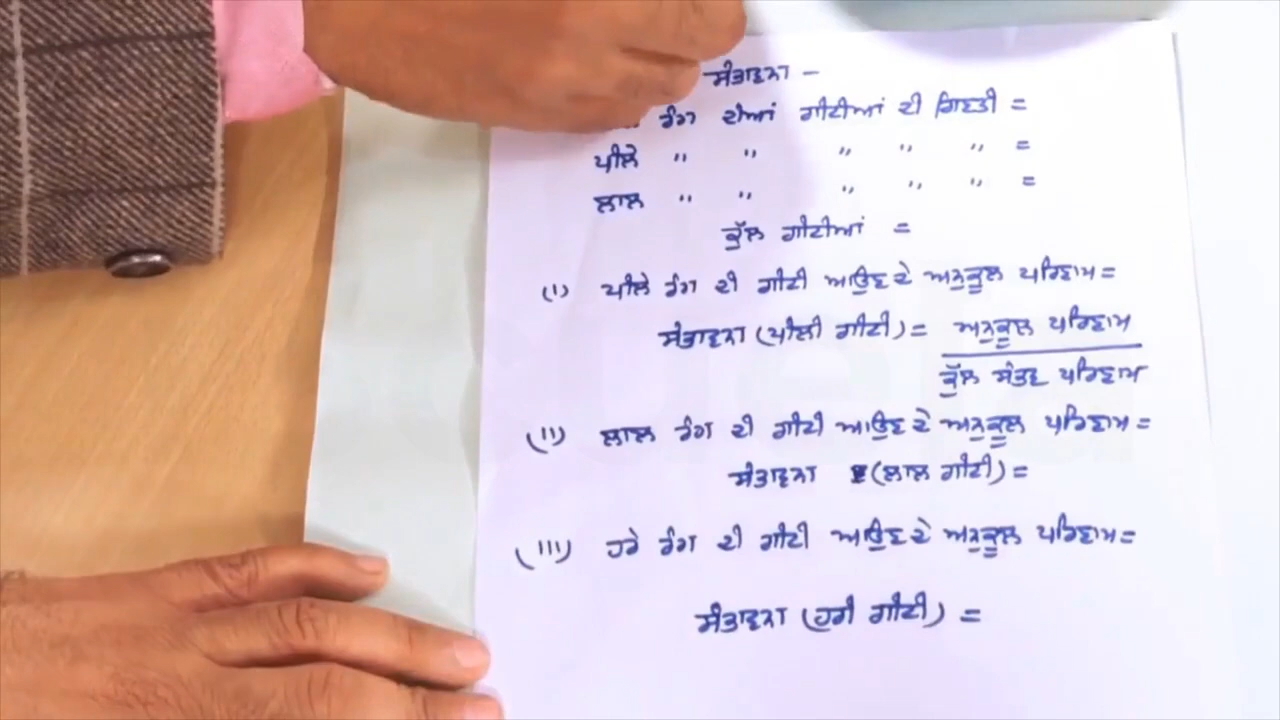 ਸੰਭਾਵਨਾ –
ਰੰਗ ਦੀਆਂ ਗੀਟੀਆਂ ਦੀ ਗਿਣਤੀ =
ਪੀਲੇ " " " " " =
ਲਾਲ " " " " " =
ਕੁੱਲ ਗੀਟੀਆਂ =
(i) ਪੀਲੇ ਰੰਗ ਦੀ ਗੀਟੀ ਆਉਣ ਦੇ ਅਨੁਕੂਲ ਪਰਿਣਾਮ =
ਸੰਭਾਵਨਾ (ਪੀਲੀ ਗੀਟੀ) = ਅਨੁਕੂਲ ਪਰਿਣਾਮ
ਕੁੱਲ ਸੰਭਵ ਪਰਿਣਾਮ
(ii) ਲਾਲ ਰੰਗ ਦੀ ਗੀਟੀ ਆਉਣ ਦੇ ਅਨੁਕੂਲ ਪਰਿਣਾਮ =
ਸੰਭਾਵਨਾ (ਲਾਲ ਗੀਟੀ) =
(iii) ਹਰੇ ਰੰਗ ਦੀ ਗੀਟੀ ਆਉਣ ਦੇ ਅਨੁਕੂਲ ਪਰਿਣਾਮ =
ਸੰਭਾਵਨਾ (ਹਰੀ ਗੀਟੀ) =